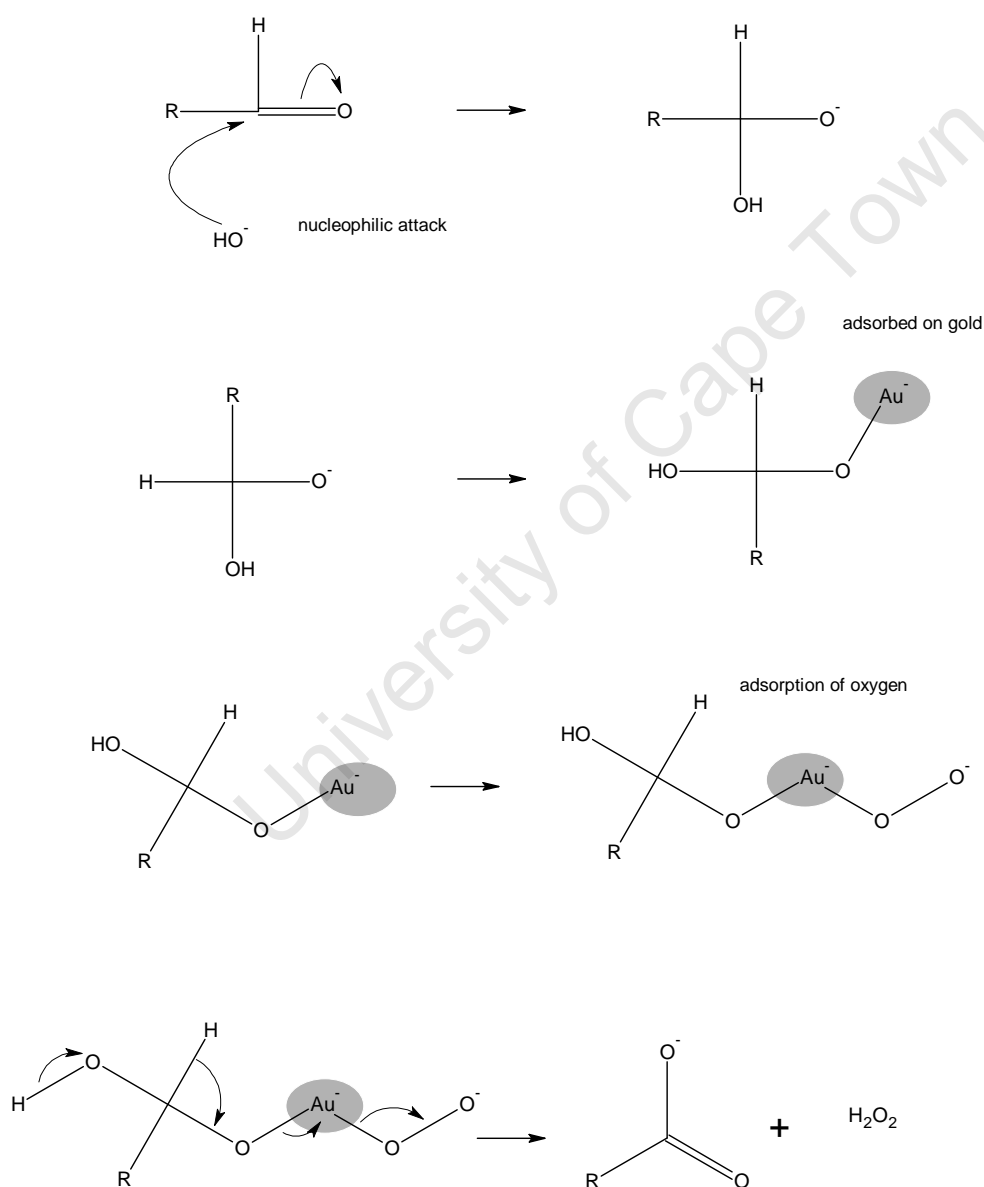 H
H
R
O
R
O-
HO-
nucleophilic attack
OH
adsorbed on gold
R
H
Au-
H
O-
HO
O
OH
R
adsorption of oxygen
HO
H
HO
H
Au-
Au-
O-
O
O
O
R
R
H
O
H
Au-
O-
O-
H2O2
H
O
O
+
R
R
O
University of Cape Town